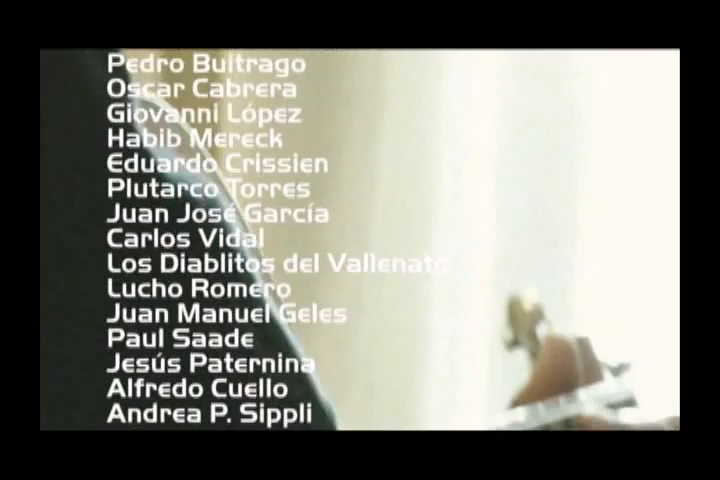 Pedro Buitrago
Oscar Cabrera
Giovanni López
Habib Mereck
Eduardo Crissien
Plutarco Torres
Juan José García
Carlos Vidal
Los Diablitos del Vallenato
Lucho Romero
Juan Manuel Geles
Paul Saade
Jesús Paternina
Alfredo Cuello
Andrea P. Sippli